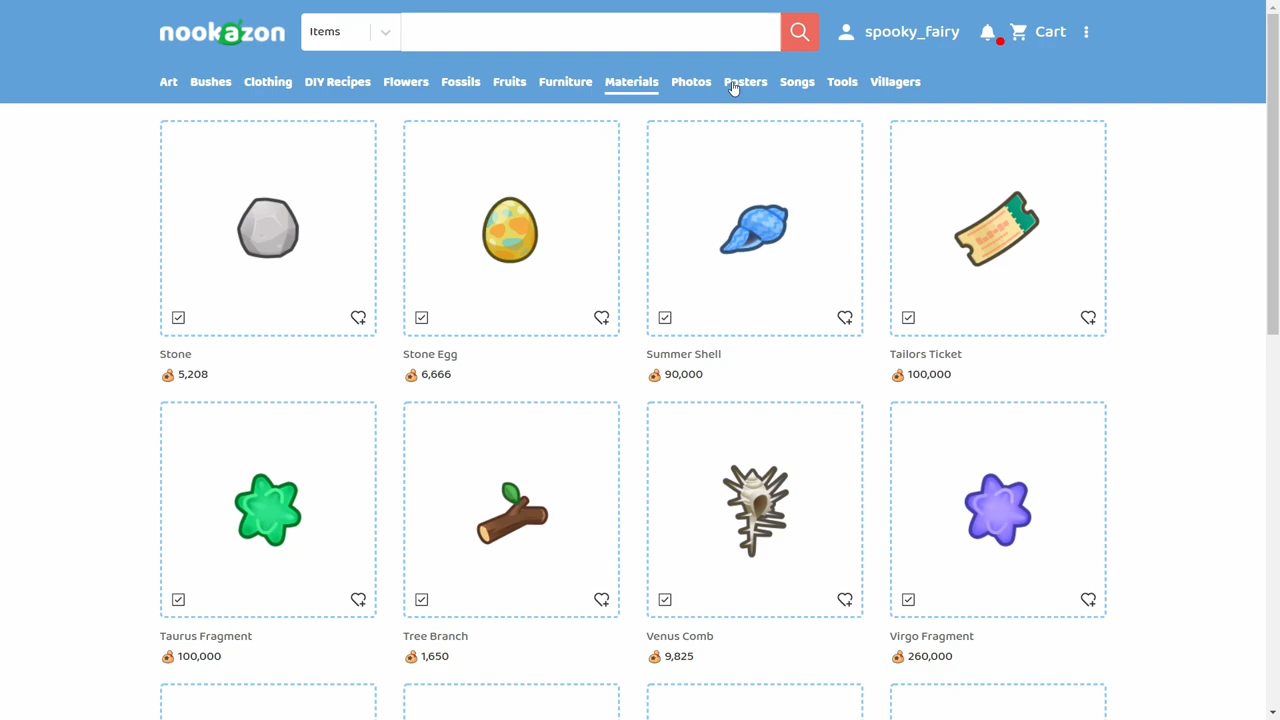 nookazon
Items
spooky_fairy
Cart
Art Bushes Clothing DIY Recipes Flowers Fossils Fruits Furniture Materials Photos Posters Songs Tools Villagers
Stone
5,208
Stone Egg
6,666
Summer Shell
90,000
Tailors Ticket
100,000
Taurus Fragment
100,000
Tree Branch
1,650
Venus Comb
9,825
Virgo Fragment
260,000